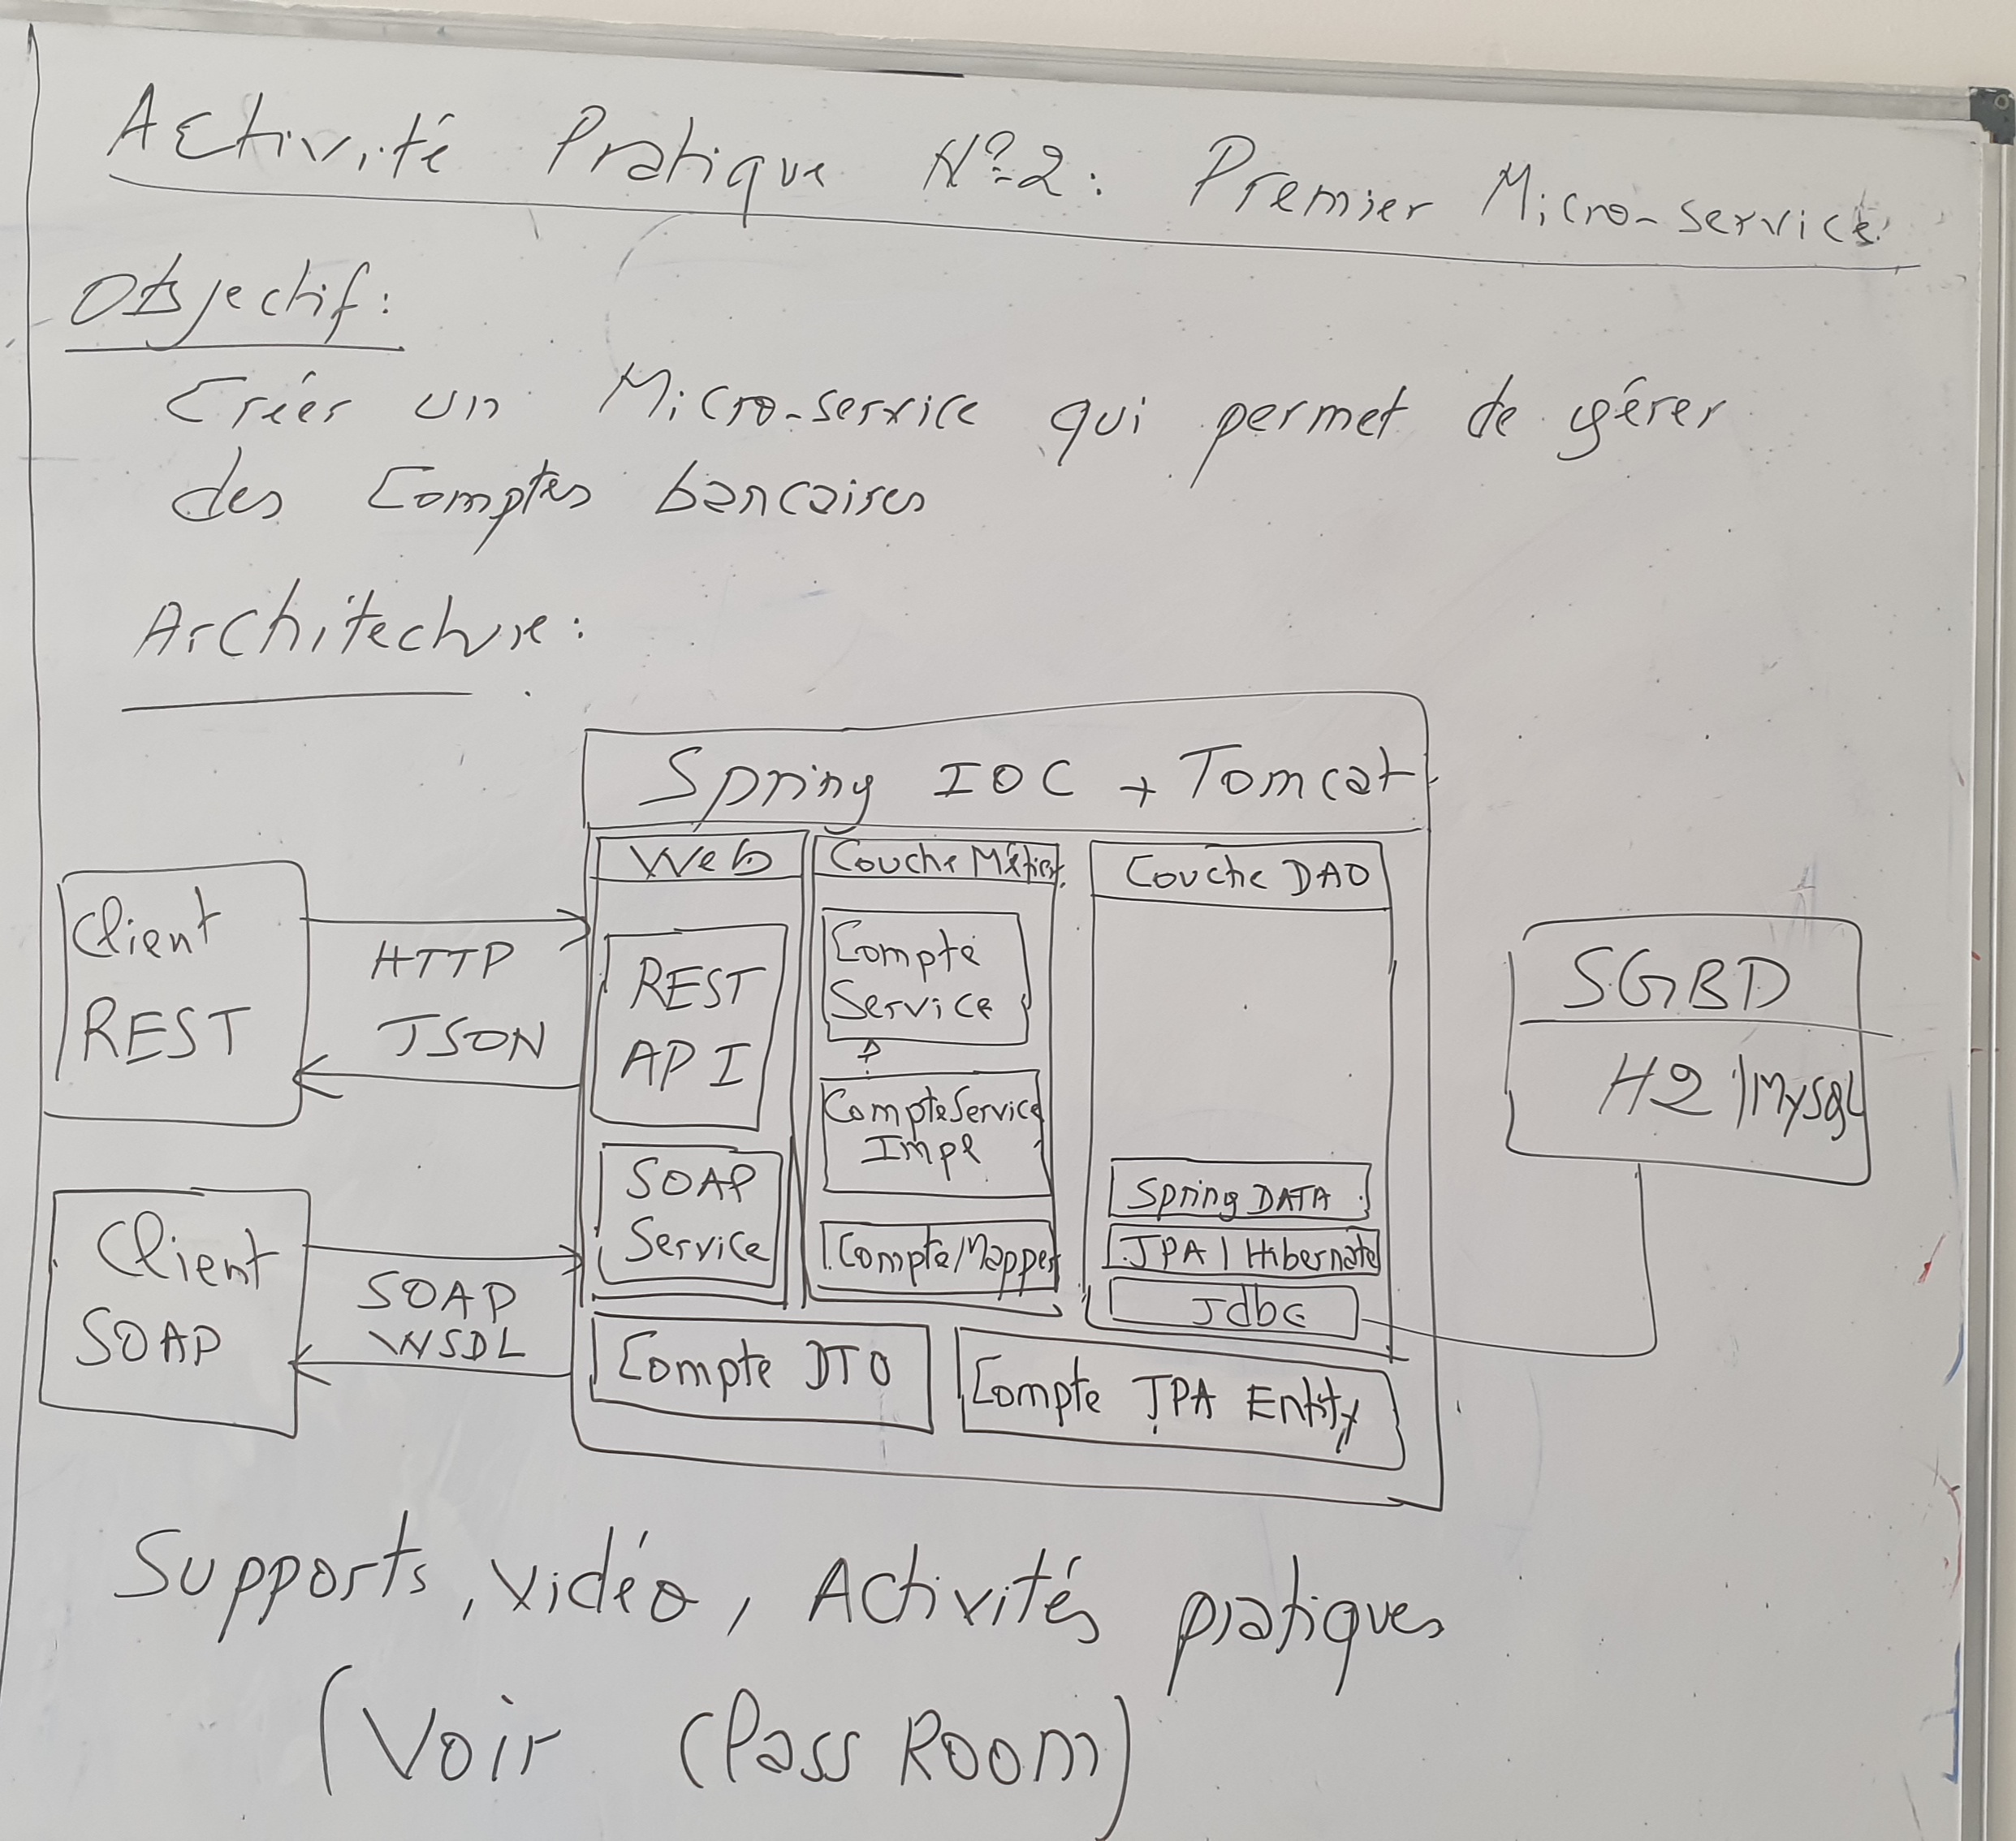 Activité Pratique N°2: Premier Micro-service
Objectif:
Créer un Micro-service qui permet de gérer
des Comptes bancaires
Architecture:
Spring IOC + Tomcat
Web
Couche Métier
Couche DAO
Client
REST
HTTP
JSON
REST
API
Compte
Service
CompteService
Impl
CompteMapper
SOAP
Service
Client
SOAP
SOAP
WSDL
Spring DATA
JPA | Hibernate
Jdbc
SGBD
H2 | MySql
Compte DTO
Compte JPA Entity
Supports, vidéo, Activités pratiques
(Voir Class Room)